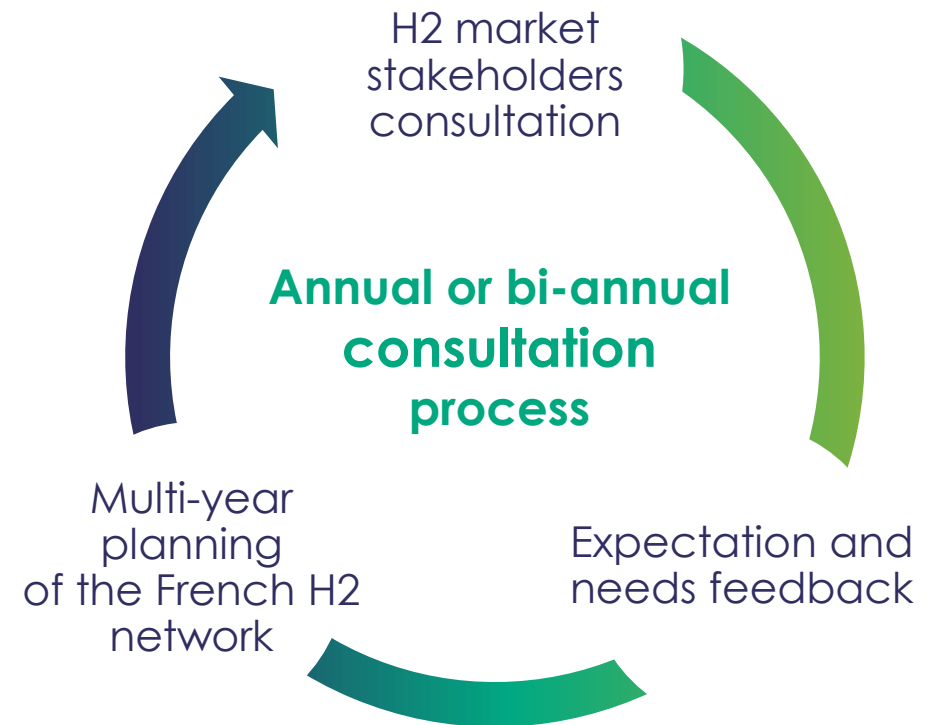 H2 market
stakeholders
consultation
Annual or bi-annual
consultation
process
Multi-year
planning
of the French H2
network
Expectation and
needs feedback